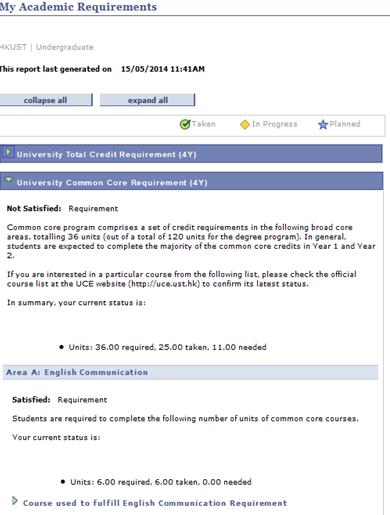 My Academic Requirements
HKUST | Undergraduate
This report last generated on 15/05/2014 11:41AM
collapse all expand all
Taken In Progress Planned
University Total Credit Requirement (4Y)
University Common Core Requirement (4Y)
Not Satisfied: Requirement
Common core program comprises a set of credit requirements in the following broad core
areas, totalling 36 units (out of a total of 120 units for the degree program). In general,
students are expected to complete the majority of the common core credits in Year 1 and Year
2.
If you are interested in a particular course from the following list, please check the official
course list at the UCE website (http://uce.ust.hk) to confirm its latest status.
In summary, your current status is:
● Units: 36.00 required, 25.00 taken, 11.00 needed
Area A: English Communication
Satisfied: Requirement
Students are required to complete the following number of units of common core courses.
Your current status is:
● Units: 6.00 required, 6.00 taken, 0.00 needed
Course used to fulfill English Communication Requirement